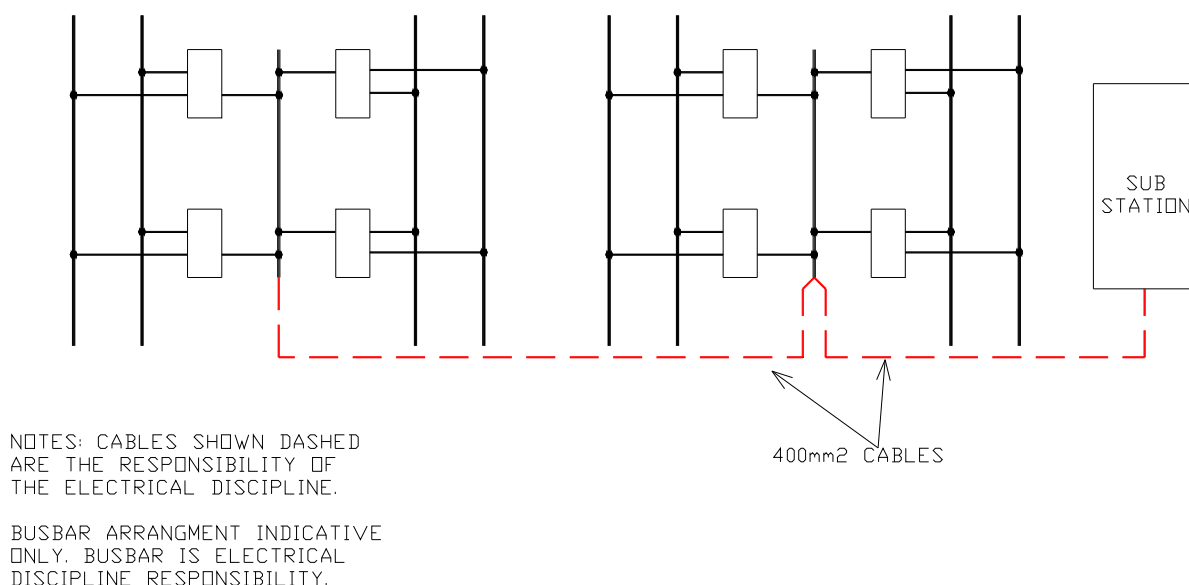 SUB
STATION
400mm2 CABLES
NOTES: CABLES SHOWN DASHED
ARE THE RESPONSIBILITY OF
THE ELECTRICAL DISCIPLINE.
BUSBAR ARRANGMENT INDICATIVE
ONLY. BUSBAR IS ELECTRICAL
DISCIPLINE RESPONSIBILITY.